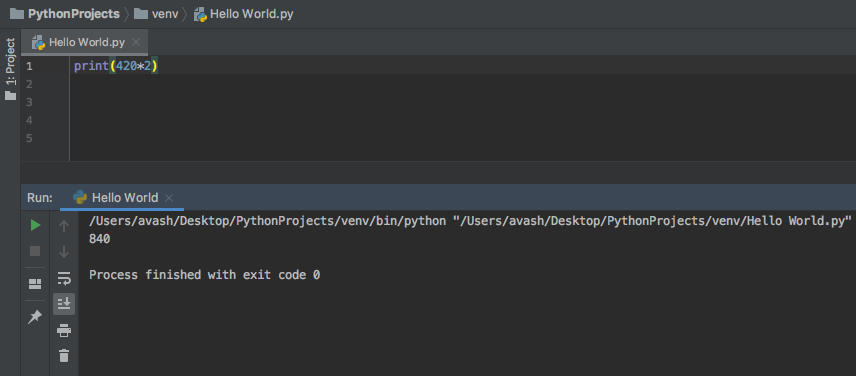 PythonProjects venv Hello World.py
Hello World.py
1: Project
1 print(420*2)
2
3
4
5
Run: Hello World
/Users/avash/Desktop/PythonProjects/venv/bin/python "/Users/avash/Desktop/PythonProjects/venv/Hello World.py"
840
Process finished with exit code 0